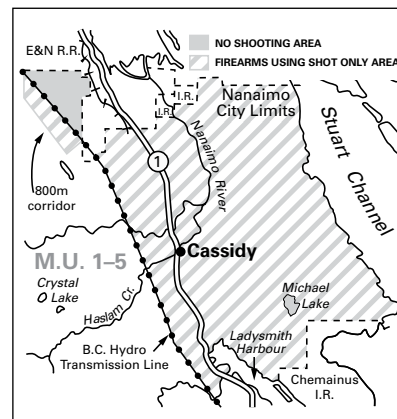 E&N R.R.
NO SHOOTING AREA
FIREARMS USING SHOT ONLY AREA
I.R.
I.R.
Nanaimo
City Limits
Stuart Channel
Nanaimo River
1
800m
corridor
Cassidy
M.U. 1–5
Crystal
Lake
Haslam Cr.
Michael
Lake
B.C. Hydro
Transmission Line
Ladysmith
Harbour
Chemainus
I.R.